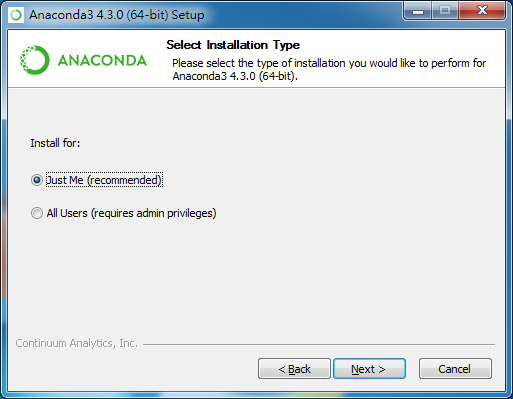 Anaconda3 4.3.0 (64-bit) Setup
ANACONDA
Select Installation Type
Please select the type of installation you would like to perform for
Anaconda3 4.3.0 (64-bit).
Install for:
Just Me (recommended)
All Users (requires admin privileges)
Continuum Analytics, Inc.
< Back
Next >
Cancel